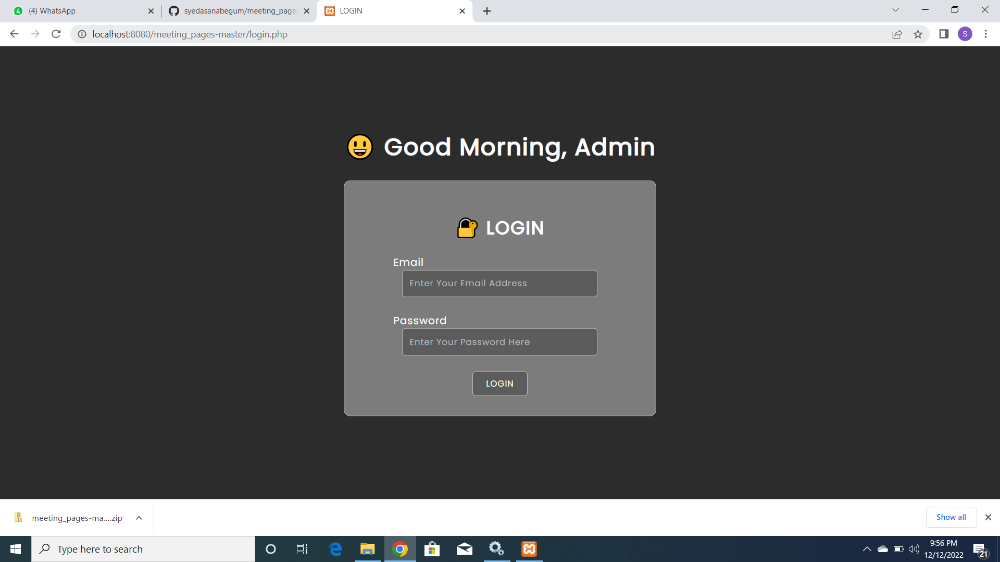 4 (4) WhatsApp
syedasanabegum/meeting_pages
LOGIN
localhost:8080/meeting_pages-master/login.php
S
Good Morning, Admin
LOGIN
Email
Enter Your Email Address
Password
Enter Your Password Here
LOGIN
meeting_pages-ma....zip
Show all
Type here to search
9:56 PM
12/12/2022
21